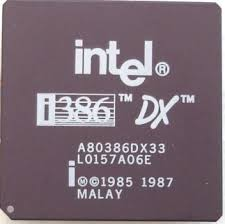 intel®
i386™ DX™
A80386DX33
L0157A06E
i Ⓜ©1985 1987
MALAY